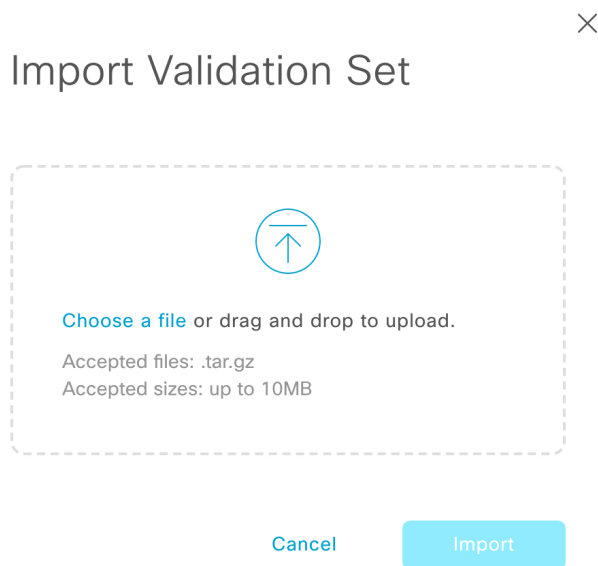 Import Validation Set
Choose a file or drag and drop to upload.
Accepted files: .tar.gz
Accepted sizes: up to 10MB
Cancel Import